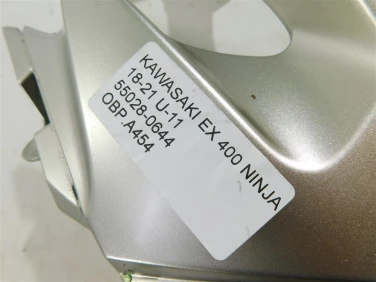 KAWASAKI EX 400 NINJA
18-21 U-11
55028-0644
OBP.A454